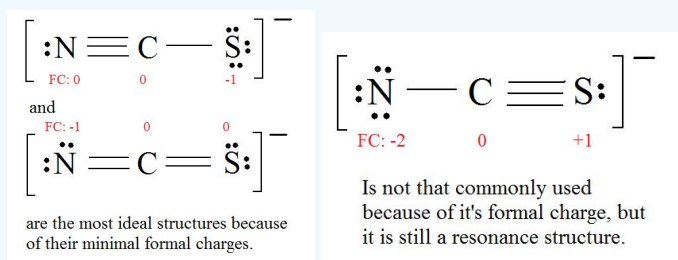 [:N≡C—S̤̈:]⁻
FC: 0 0 -1
and
FC: -1 0 0
[:N̈=C=S̈:]⁻
are the most ideal structures because
of their minimal formal charges.
[:N̤̈—C≡S:]⁻
FC: -2 0 +1
Is not that commonly used
because of it's formal charge, but
it is still a resonance structure.